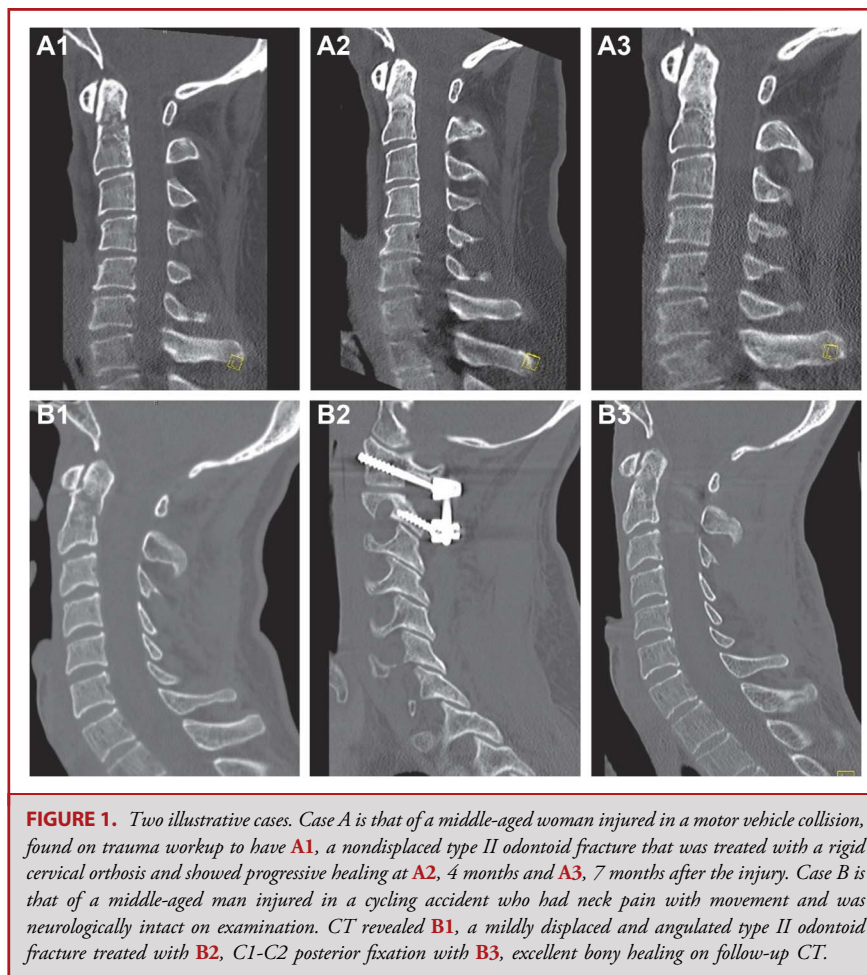 A1
A2
A3
B1
B2
B3
FIGURE 1. Two illustrative cases. Case A is that of a middle-aged woman injured in a motor vehicle collision,
found on trauma workup to have A1, a nondisplaced type II odontoid fracture that was treated with a rigid
cervical orthosis and showed progressive healing at A2, 4 months and A3, 7 months after the injury. Case B is
that of a middle-aged man injured in a cycling accident who had neck pain with movement and was
neurologically intact on examination. CT revealed B1, a mildly displaced and angulated type II odontoid
fracture treated with B2, C1-C2 posterior fixation with B3, excellent bony healing on follow-up CT.